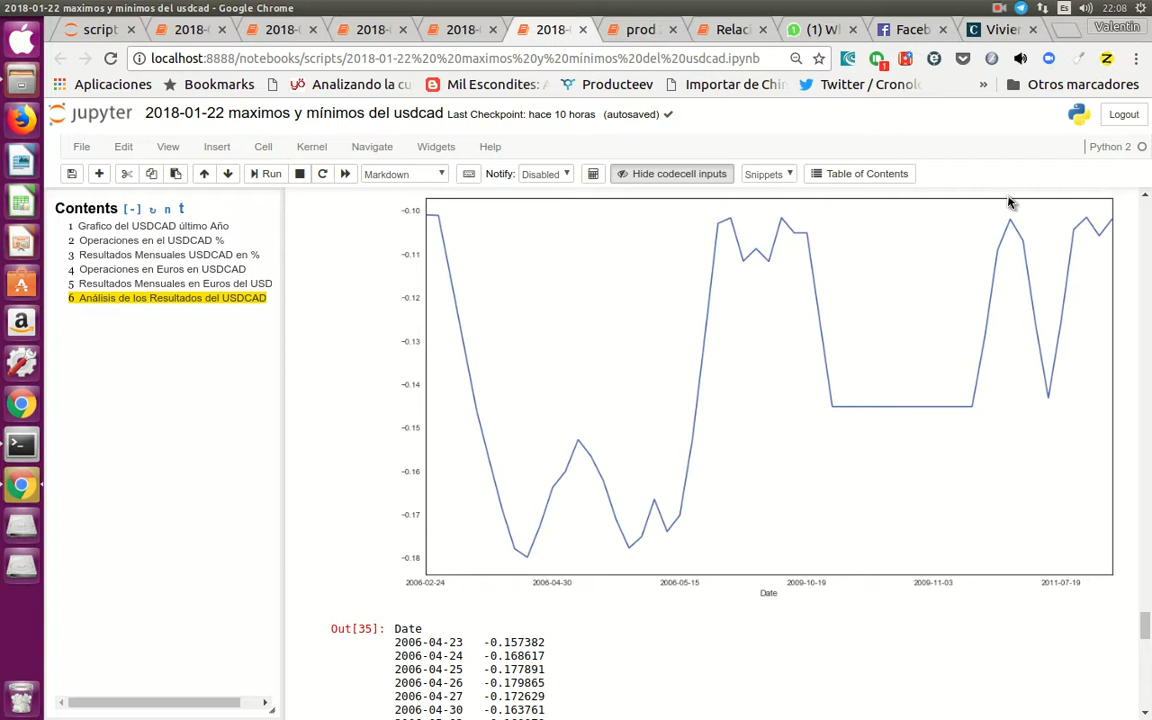 2018-01-22 maximos y mínimos del usdcad - Google Chrome
Es
22:08
script
2018-
2018-
2018-
2018-
2018-
prod
Relac
(1) W
Faceb
Vivier
Valentin
localhost:8888/notebooks/scripts/2018-01-22%20%20maximos%20y%20mínimos%20del%20usdcad.ipynb
1
Aplicaciones
Bookmarks
Analizando la cu
Mil Escondites:
Producteev
Importar de Chr
Twitter / Cronol
»
Otros marcadores
jupyter
2018-01-22 maximos y mínimos del usdcad Last Checkpoint: hace 10 horas (autosaved)
Logout
File Edit View Insert Cell Kernel Navigate Widgets Help
Python 2
Run
Markdown
Notify: Disabled
Hide codecell inputs
Snippets
Table of Contents
Contents [-] ↻ n t
1 Grafico del USDCAD último Año
2 Operaciones en el USDCAD %
3 Resultados Mensuales USDCAD en %
4 Operaciones en Euros en USDCAD
5 Resultados Mensuales en Euros del USD
6 Análisis de los Resultados del USDCAD
−0.10
−0.11
−0.12
−0.13
−0.14
−0.15
−0.16
−0.17
−0.18
2006-02-24 2006-04-30 2006-05-15 2009-10-19 2009-11-03 2011-07-19
Date
Out[35]: Date
2006-04-23 -0.157382
2006-04-24 -0.168617
2006-04-25 -0.177891
2006-04-26 -0.179865
2006-04-27 -0.172629
2006-04-30 -0.163761